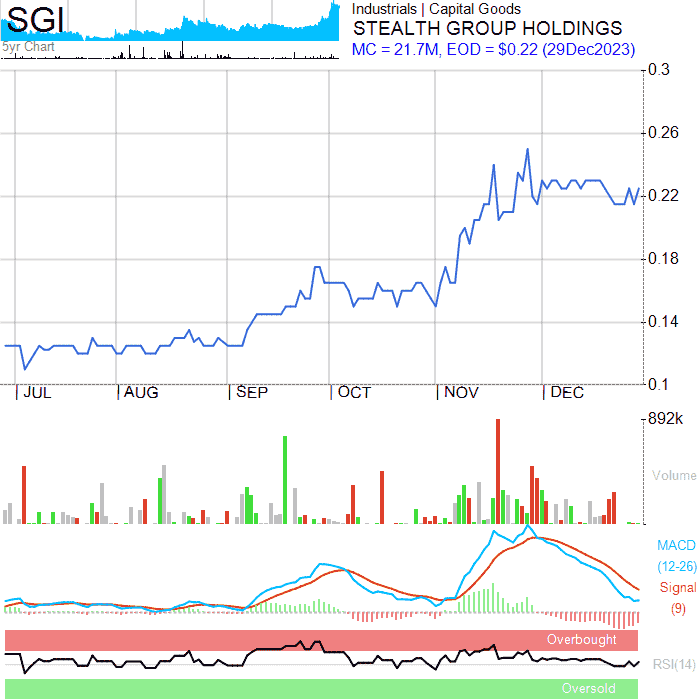 SGI
5yr Chart
Industrials | Capital Goods
STEALTH GROUP HOLDINGS
MC = 21.7M, EOD = $0.22 (29Dec2023)
0.3
0.26
0.22
0.18
0.14
0.1
JUL AUG SEP OCT NOV DEC
892k
Volume
MACD
(12-26)
Signal
(9)
Overbought
RSI(14)
Oversold